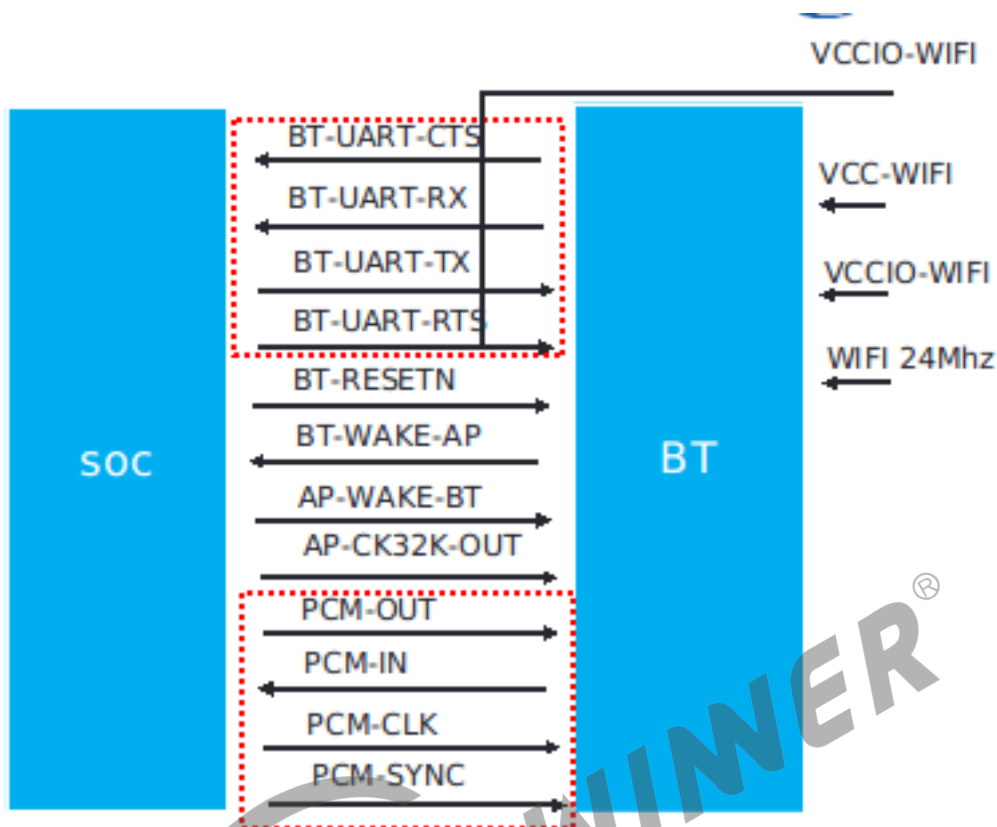 VCCIO-WIFI
BT-UART-CTS
VCC-WIFI
BT-UART-RX
BT-UART-TX
VCCIO-WIFI
BT-UART-RTS
WIFI 24Mhz
BT-RESETN
BT-WAKE-AP
soc
BT
AP-WAKE-BT
AP-CK32K-OUT
PCM-OUT
PCM-IN
PCM-CLK
PCM-SYNC
WINNER®